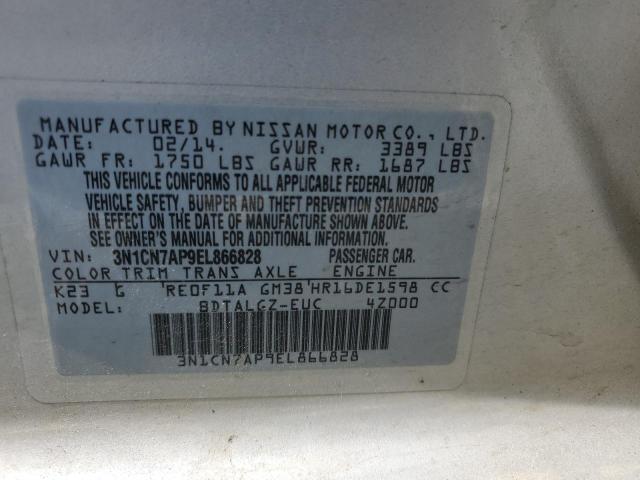 MANUFACTURED BY NISSAN MOTOR CO., LTD.
DATE: 02/14. GVWR: 3389 LBS
GAWR FR: 1750 LBS GAWR RR: 1687 LBS
THIS VEHICLE CONFORMS TO ALL APPLICABLE FEDERAL MOTOR
VEHICLE SAFETY, BUMPER AND THEFT PREVENTION STANDARDS
IN EFFECT ON THE DATE OF MANUFACTURE SHOWN ABOVE.
SEE OWNER'S MANUAL FOR ADDITIONAL INFORMATION
VIN: 3N1CN7AP9EL866828 PASSENGER CAR.
COLOR TRIM TRANS AXLE ENGINE
K23 G RE0F11A GM38 HR16DE1598 CC
MODEL: BDTALGZ-EUC 4Z000
3N1CN7AP9EL866828